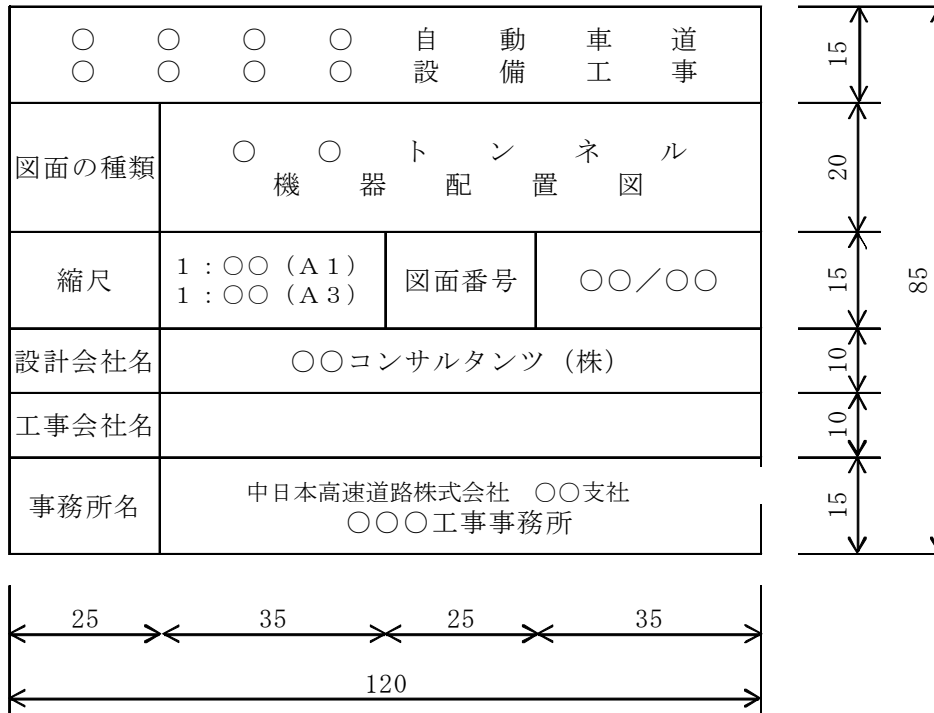 ○○○○自動車道
○○○○設備工事
図面の種類
○○トンネル
機器配置図
縮尺
1：○○（A1）
1：○○（A3）
図面番号
○○／○○
設計会社名
○○コンサルタンツ（株）
工事会社名
事務所名
中日本高速道路株式会社　○○支社
○○○工事事務所
15
20
15
10
10
15
85
25
35
25
35
120